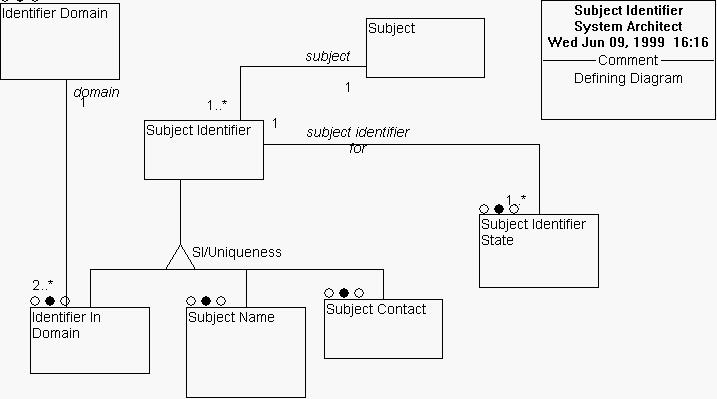 Identifier Domain
Subject
Subject Identifier
System Architect
Wed Jun 09, 1999 16:16
Comment
Defining Diagram
subject
1
domain
1
1..*
1
Subject Identifier
subject identifier
for
1..*
Subject Identifier
State
SI/Uniqueness
2..*
Identifier In
Domain
Subject Name
Subject Contact